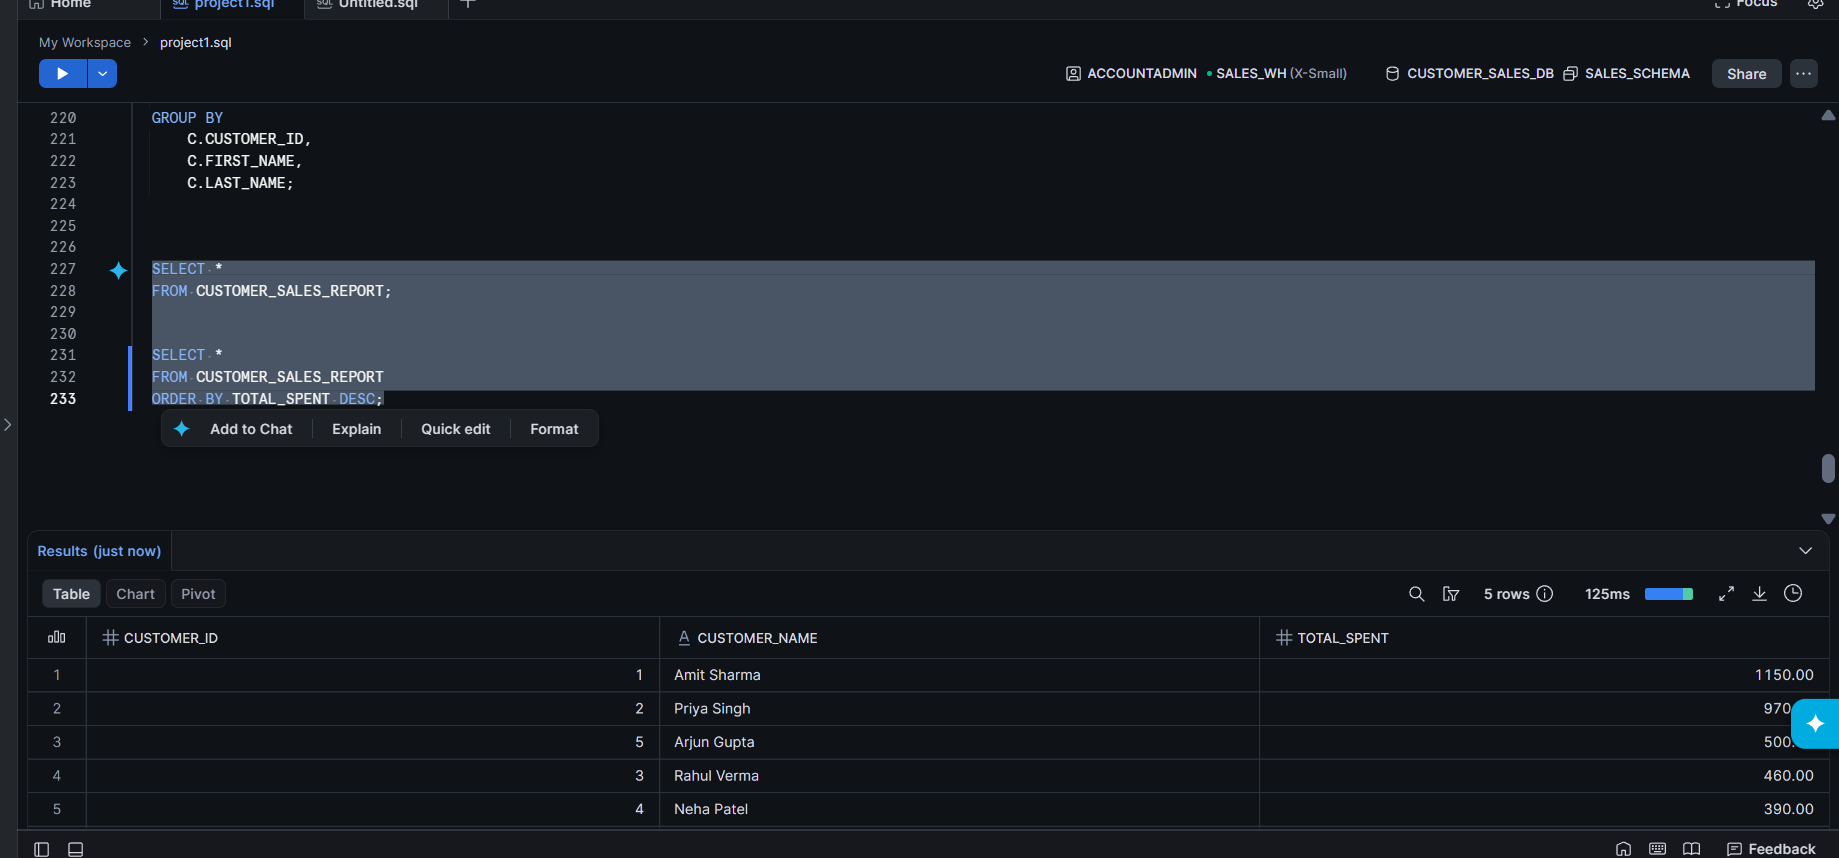 Home
project1.sql
Untitled.sql
Focus
My Workspace > project1.sql
ACCOUNTADMIN
SALES_WH (X-Small)
CUSTOMER_SALES_DB
SALES_SCHEMA
Share
220 GROUP BY
221 C.CUSTOMER_ID,
222 C.FIRST_NAME,
223 C.LAST_NAME;
224
225
226
227 SELECT *
228 FROM CUSTOMER_SALES_REPORT;
229
230
231 SELECT *
232 FROM CUSTOMER_SALES_REPORT
233 ORDER BY TOTAL_SPENT DESC;
Add to Chat Explain Quick edit Format
Results (just now)
Table Chart Pivot
5 rows 125ms
CUSTOMER_ID CUSTOMER_NAME TOTAL_SPENT
1 1 Amit Sharma 1150.00
2 2 Priya Singh 970
3 5 Arjun Gupta 500.
4 3 Rahul Verma 460.00
5 4 Neha Patel 390.00
Feedback